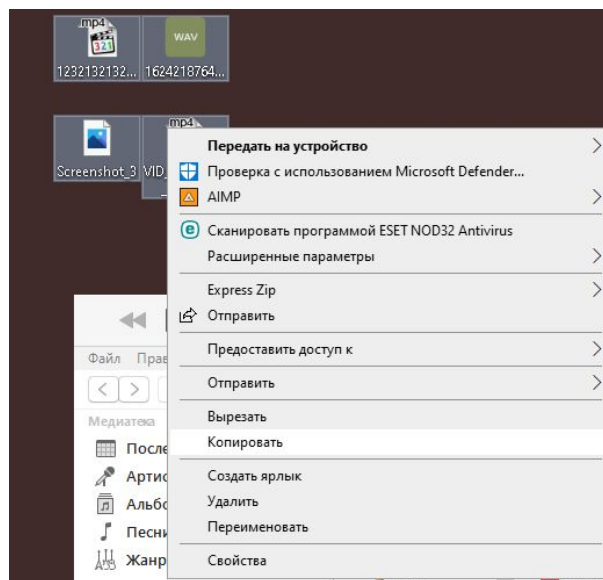 .mp4
321
WAV
1232132132... 1624218764...
mp4
Screenshot_3 VID_
Передать на устройство
Проверка с использованием Microsoft Defender...
AIMP
Сканировать программой ESET NOD32 Antivirus
Расширенные параметры
Express Zip
Отправить
Предоставить доступ к
Отправить
Вырезать
Копировать
Создать ярлык
Удалить
Переименовать
Свойства
Файл Прав
Медиатека
После
Артис
Альбо
Песни
Жанр